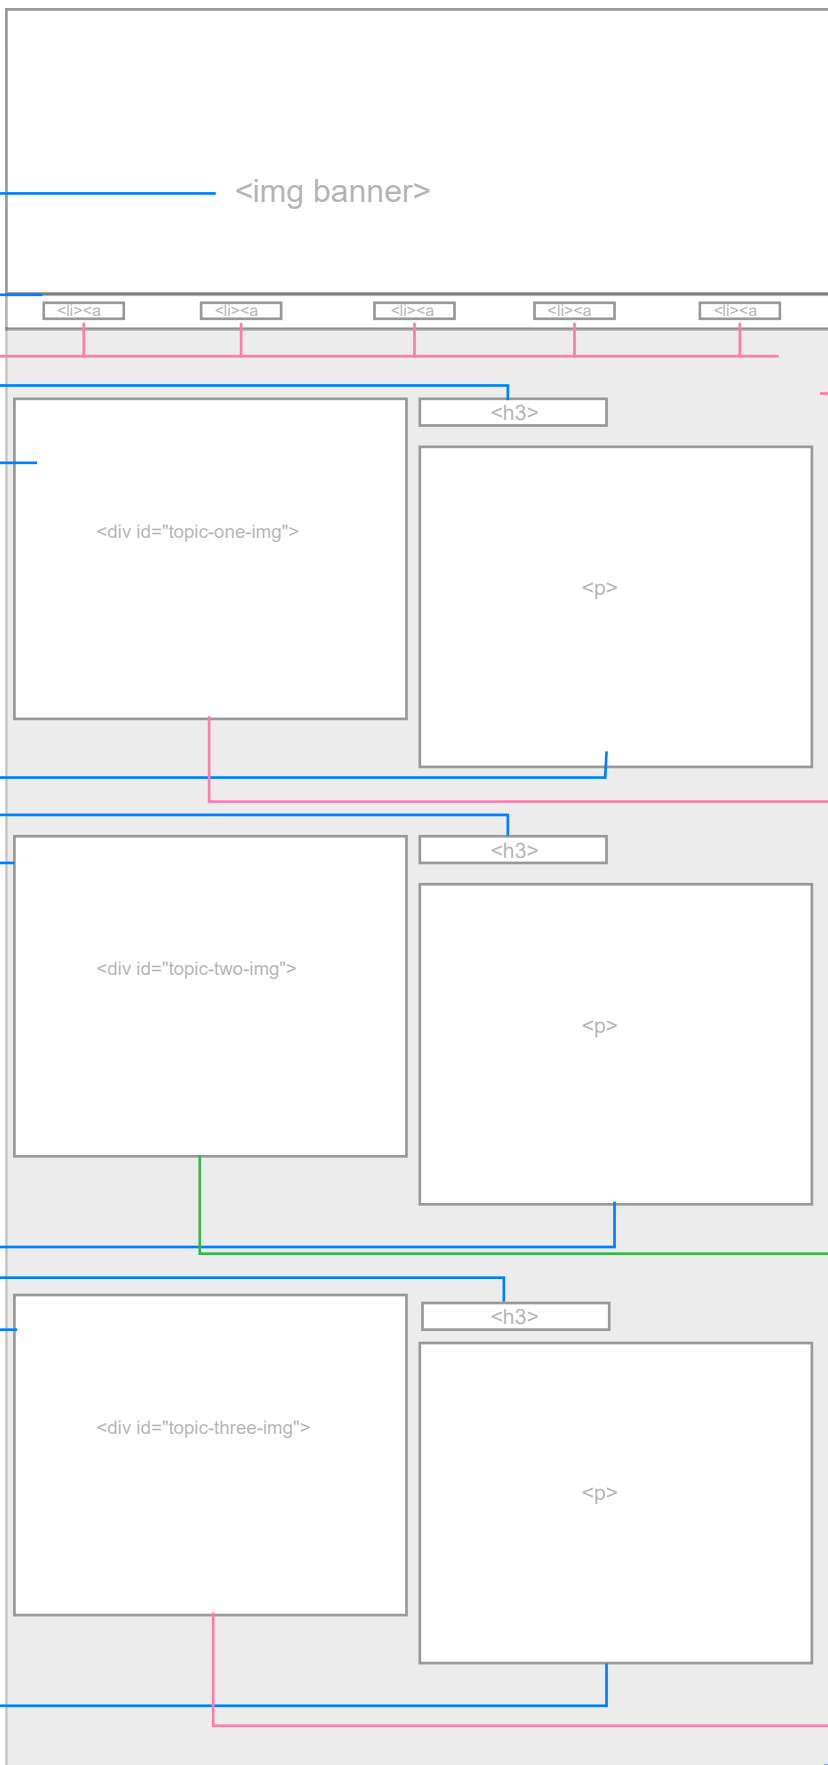 <img banner>
<li><a
<li><a
<li><a
<li><a
<li><a
<h3>
<div id="topic-one-img">
<p>
<h3>
<div id="topic-two-img">
<p>
<h3>
<div id="topic-three-img">
<p>